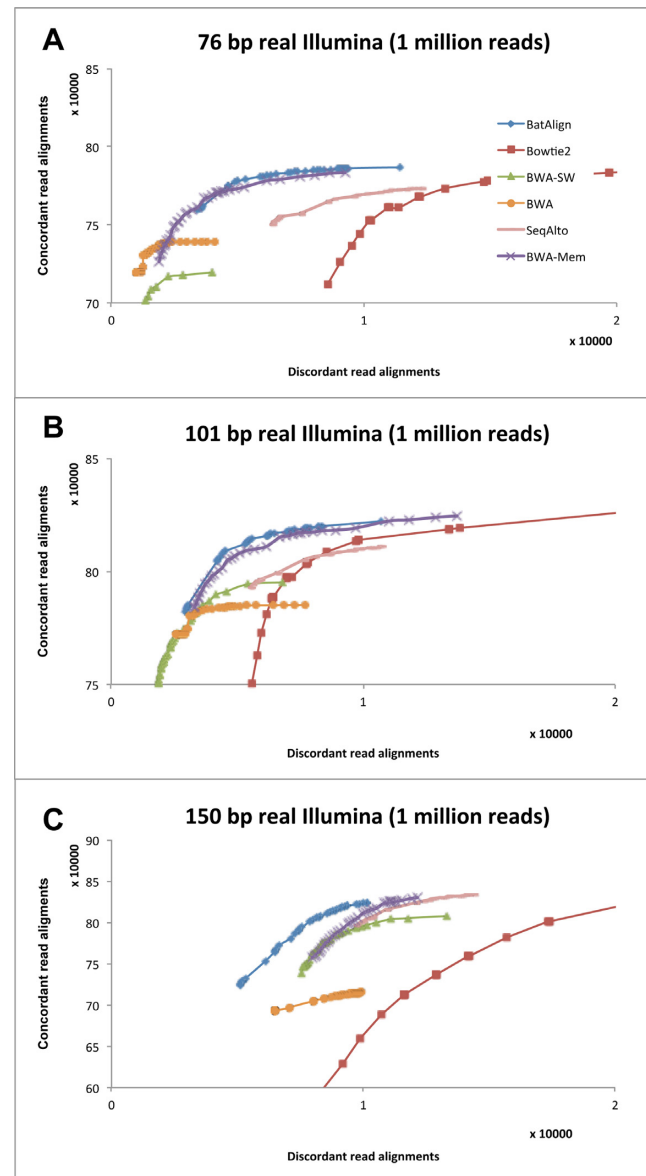 A
76 bp real Illumina (1 million reads)
85
80
75
70
x 10000
Concordant read alignments
BatAlign
Bowtie2
BWA-SW
BWA
SeqAlto
BWA-Mem
0
1
2
x 10000
Discordant read alignments
B
101 bp real Illumina (1 million reads)
85
80
75
x 10000
Concordant read alignments
0
1
2
x 10000
Discordant read alignments
C
150 bp real Illumina (1 million reads)
90
85
80
75
70
65
60
x 10000
Concordant read alignments
0
1
2
x 10000
Discordant read alignments